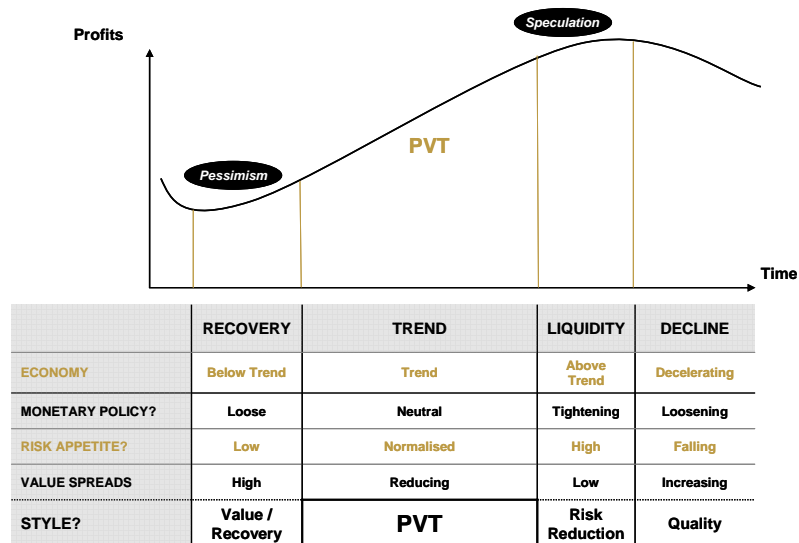 Speculation
Profits
PVT
Pessimism
Time
RECOVERY TREND LIQUIDITY DECLINE
ECONOMY Below Trend Trend Above Trend Decelerating
MONETARY POLICY? Loose Neutral Tightening Loosening
RISK APPETITE? Low Normalised High Falling
VALUE SPREADS High Reducing Low Increasing
STYLE? Value / Recovery PVT Risk Reduction Quality